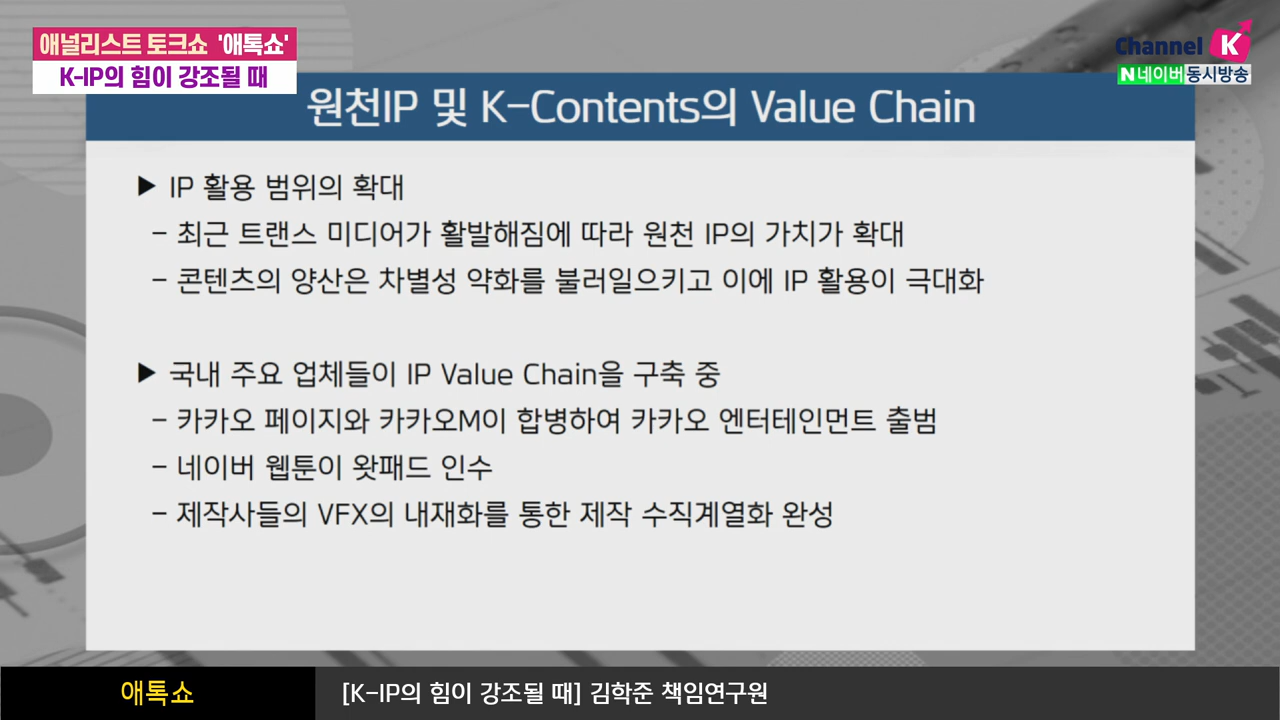 애널리스트 토크쇼 '애톡쇼'
K-IP의 힘이 강조될 때
Channel K
N 네이버 동시방송
원천IP 및 K-Contents의 Value Chain
▶ IP 활용 범위의 확대
- 최근 트랜스 미디어가 활발해짐에 따라 원천 IP의 가치가 확대
- 콘텐츠의 양산은 차별성 약화를 불러일으키고 이에 IP 활용이 극대화
▶ 국내 주요 업체들이 IP Value Chain을 구축 중
- 카카오 페이지와 카카오M이 합병하여 카카오 엔터테인먼트 출범
- 네이버 웹툰이 왓패드 인수
- 제작사들의 VFX의 내재화를 통한 제작 수직계열화 완성
애톡쇼
[K-IP의 힘이 강조될 때] 김학준 책임연구원